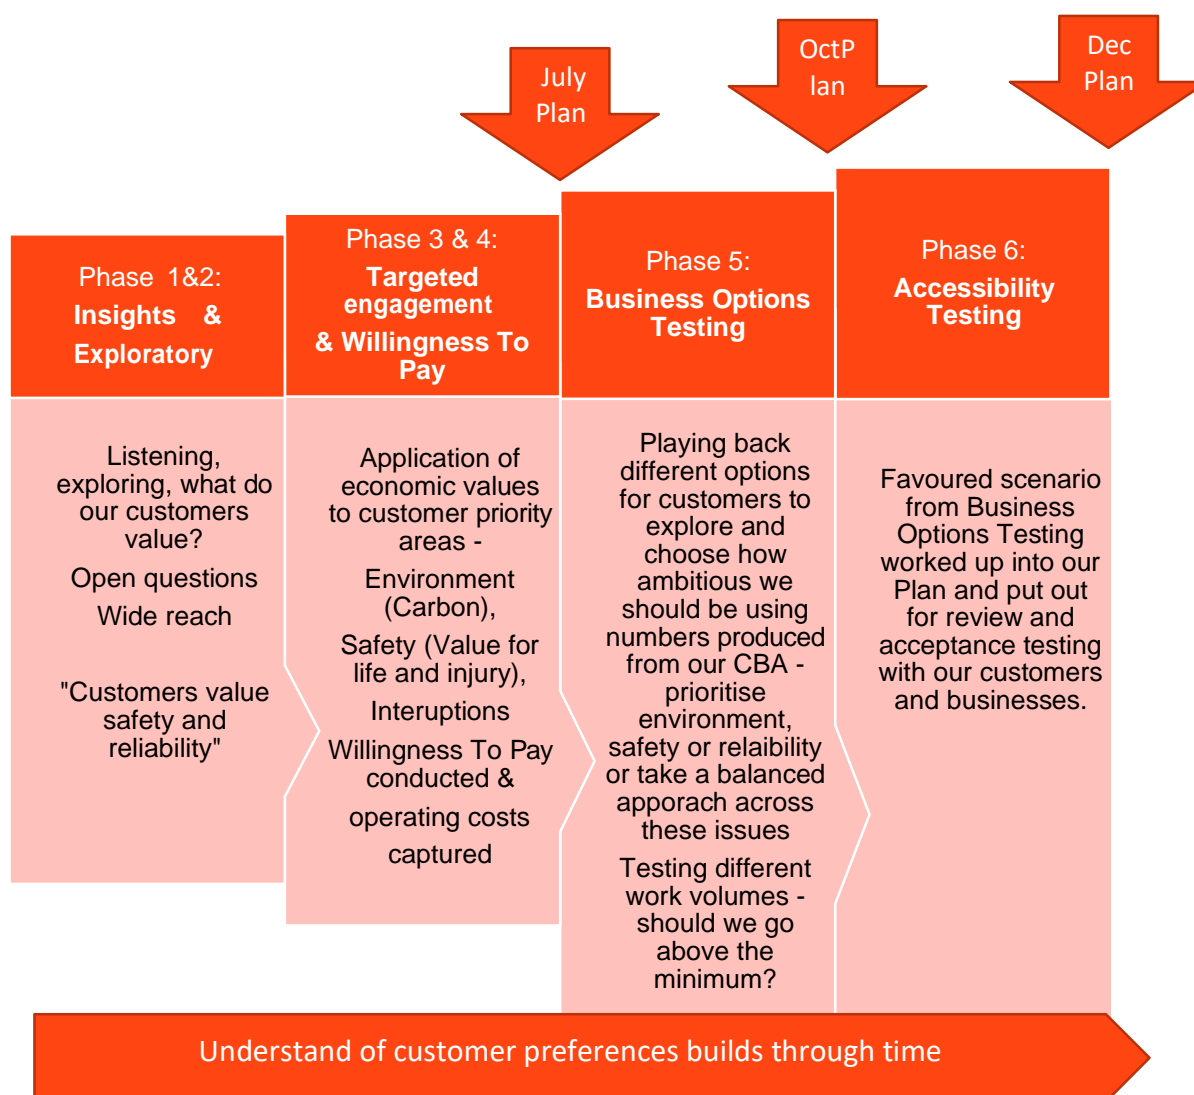 July
Plan
OctP
lan
Dec
Plan
Phase 1&2:
Insights &
Exploratory
Listening,
exploring, what do
our customers
value?
Open questions
Wide reach
"Customers value
safety and
reliability"
Phase 3 & 4:
Targeted
engagement
& Willingness To
Pay
Application of
economic values
to customer priority
areas -
Environment
(Carbon),
Safety (Value for
life and injury),
Interuptions
Willingness To Pay
conducted &
operating costs
captured
Phase 5:
Business Options
Testing
Playing back
different options
for customers to
explore and
choose how
ambitious we
should be using
numbers produced
from our CBA -
prioritise
environment,
safety or relaibility
or take a balanced
apporach across
these issues
Testing different
work volumes -
should we go
above the
minimum?
Phase 6:
Accessibility
Testing
Favoured scenario
from Business
Options Testing
worked up into our
Plan and put out
for review and
acceptance testing
with our customers
and businesses.
Understand of customer preferences builds through time